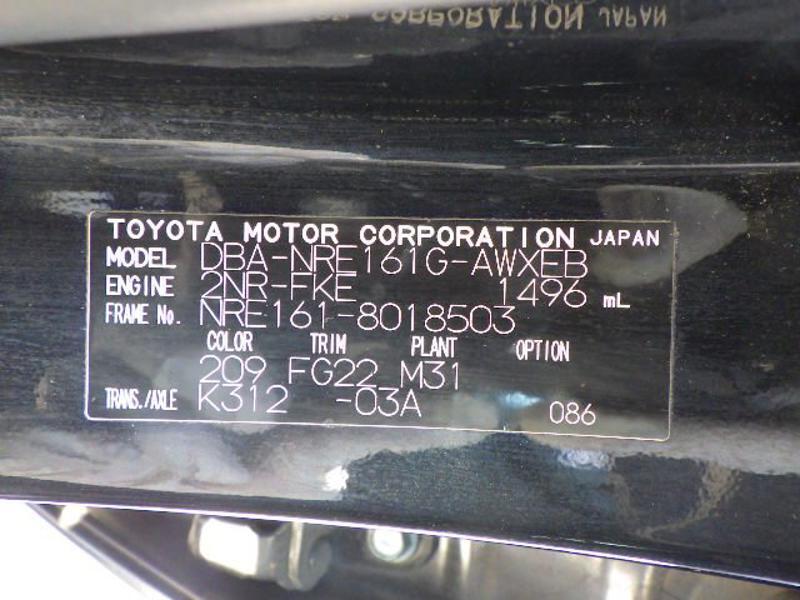 TOYOTA MOTOR CORPORATION JAPAN
MODEL DBA-NRE161G-AWXEB
ENGINE 2NR-FKE 1496 mL
FRAME No. NRE161-8018503
COLOR TRIM PLANT OPTION
209 FG22 M31
TRANS./AXLE K312 -03A 086